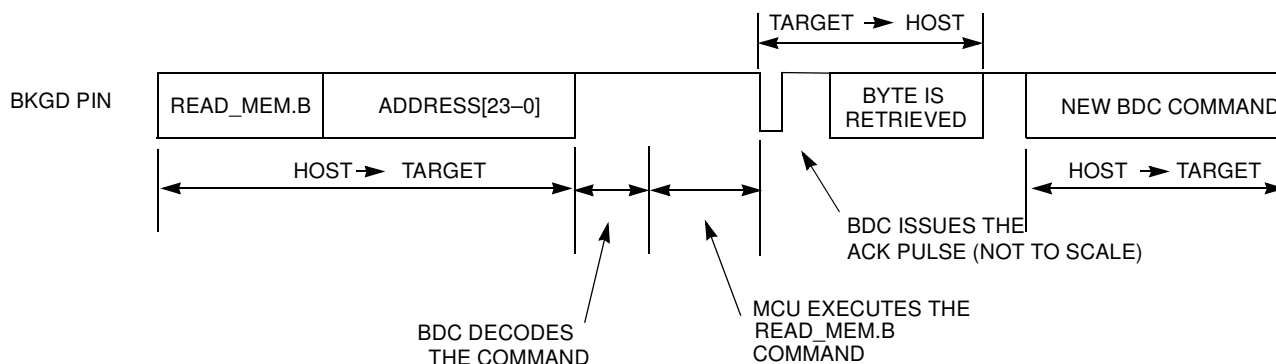 TARGET → HOST
BKGD PIN
READ_MEM.B
ADDRESS[23–0]
BYTE IS
RETRIEVED
NEW BDC COMMAND
HOST → TARGET
HOST → TARGET
BDC ISSUES THE
ACK PULSE (NOT TO SCALE)
BDC DECODES
THE COMMAND
MCU EXECUTES THE
READ_MEM.B
COMMAND